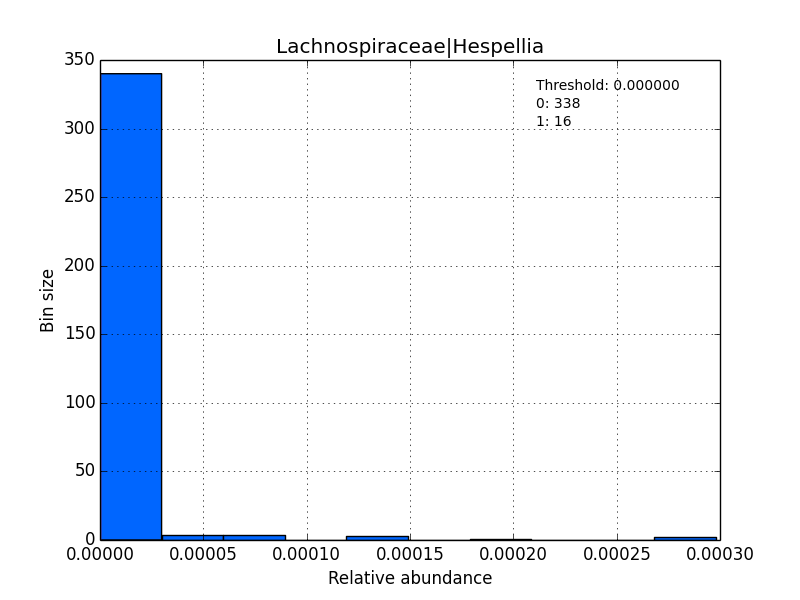 Lachnospiraceae|Hespellia
350
300
250
200
150
100
50
0
Threshold: 0.000000
0: 338
1: 16
Bin size
0.00000 0.00005 0.00010 0.00015 0.00020 0.00025 0.00030
Relative abundance